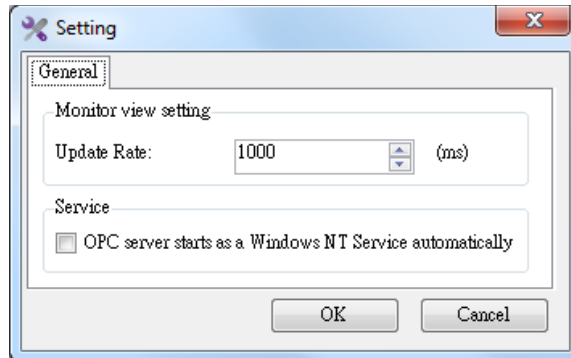 Setting
General
Monitor view setting
Update Rate: 1000 (ms)
Service
OPC server starts as a Windows NT Service automatically
OK Cancel